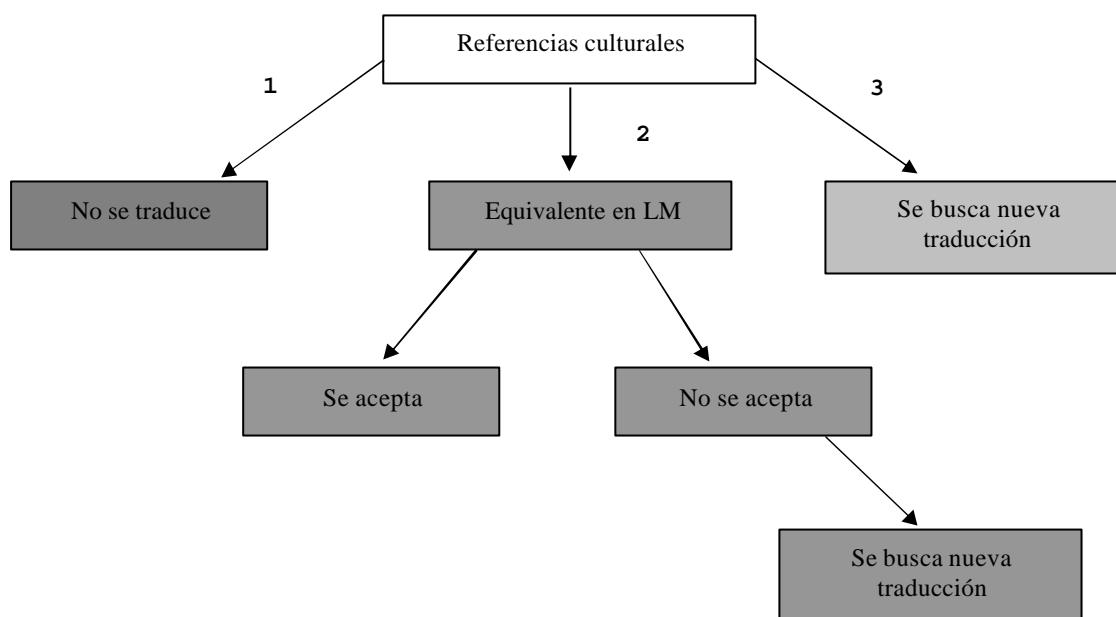 Referencias culturales
1
2
3
No se traduce
Equivalente en LM
Se busca nueva
traducción
Se acepta
No se acepta
Se busca nueva
traducción